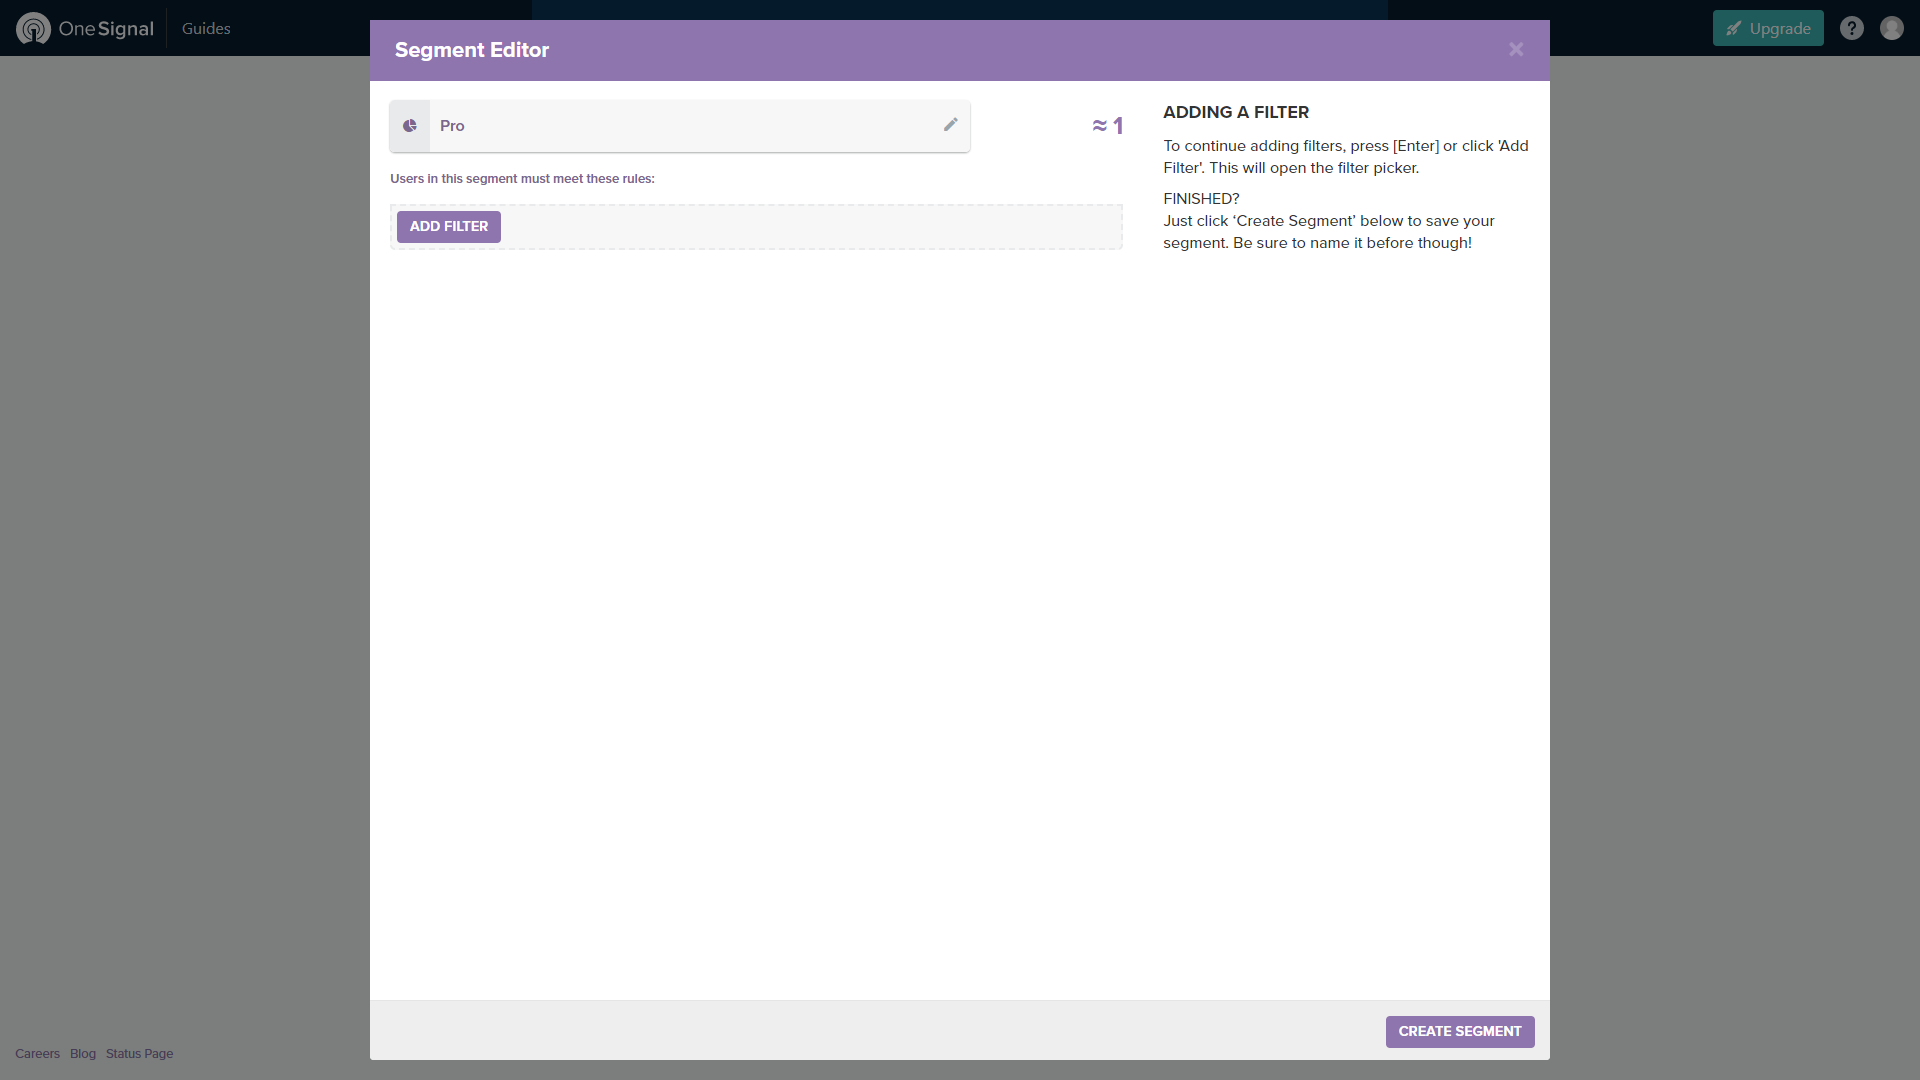 OneSignal
Guides
Upgrade
?
Segment Editor
×
Pro
≈ 1
Users in this segment must meet these rules:
ADD FILTER
ADDING A FILTER
To continue adding filters, press [Enter] or click 'Add
Filter'. This will open the filter picker.
FINISHED?
Just click ‘Create Segment’ below to save your
segment. Be sure to name it before though!
CREATE SEGMENT
Careers Blog Status Page